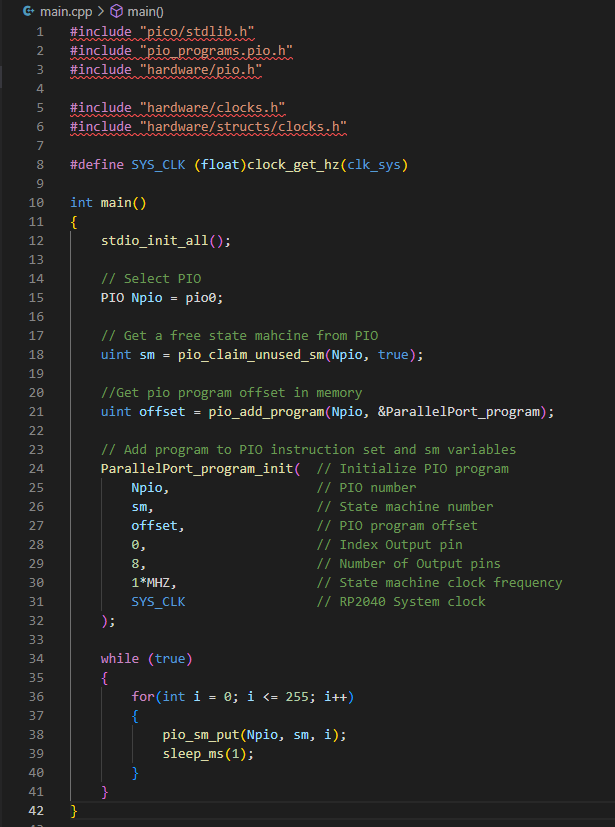 main.cpp > main()
1 #include "pico/stdlib.h"
2 #include "pio_programs.pio.h"
3 #include "hardware/pio.h"
4
5 #include "hardware/clocks.h"
6 #include "hardware/structs/clocks.h"
7
8 #define SYS_CLK (float)clock_get_hz(clk_sys)
9
10 int main()
11 {
12     stdio_init_all();
13
14     // Select PIO
15     PIO Npio = pio0;
16
17     // Get a free state mahcine from PIO
18     uint sm = pio_claim_unused_sm(Npio, true);
19
20     //Get pio program offset in memory
21     uint offset = pio_add_program(Npio, &ParallelPort_program);
22
23     // Add program to PIO instruction set and sm variables
24     ParallelPort_program_init(  // Initialize PIO program
25         Npio,                   // PIO number
26         sm,                     // State machine number
27         offset,                 // PIO program offset
28         0,                      // Index Output pin
29         8,                      // Number of Output pins
30         1*MHZ,                  // State machine clock frequency
31         SYS_CLK                 // RP2040 System clock
32     );
33
34     while (true)
35     {
36         for(int i = 0; i <= 255; i++)
37         {
38             pio_sm_put(Npio, sm, i);
39             sleep_ms(1);
40         }
41     }
42 }